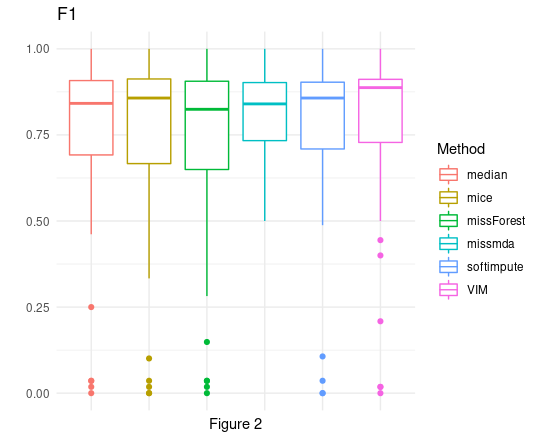 F1
1.00
0.75
0.50
0.25
0.00
Figure 2
Method
median
mice
missForest
missmda
softimpute
VIM